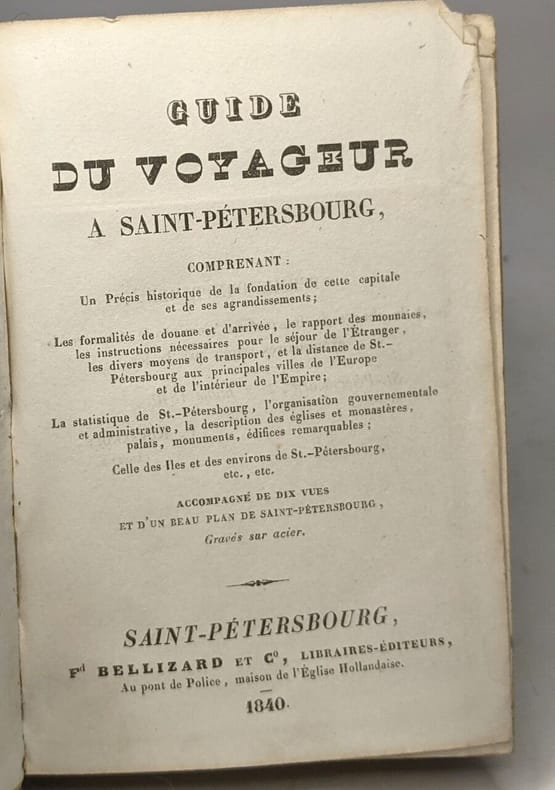 GUIDE
DU VOYAGEUR
A SAINT-PÉTERSBOURG,
COMPRENANT :
Un Précis historique de la fondation de cette capitale
et de ses agrandissements;
Les formalités de douane et d'arrivée, le rapport des monnaies,
les instructions nécessaires pour le séjour de l'Étranger,
les divers moyens de transport, et la distance de St.-
Pétersbourg aux principales villes de l'Europe
et de l'intérieur de l'Empire;
La statistique de St.-Pétersbourg, l'organisation gouvernementale
et administrative, la description des églises et monastères,
palais, monuments, édifices remarquables;
Celle des Iles et des environs de St.-Pétersbourg,
etc., etc.
ACCOMPAGNÉ DE DIX VUES
ET D'UN BEAU PLAN DE SAINT-PÉTERSBOURG,
Gravés sur acier.
SAINT-PÉTERSBOURG,
Fd BELLIZARD ET Co, LIBRAIRES-ÉDITEURS,
Au pont de Police, maison de l'Église Hollandaise.
1840.